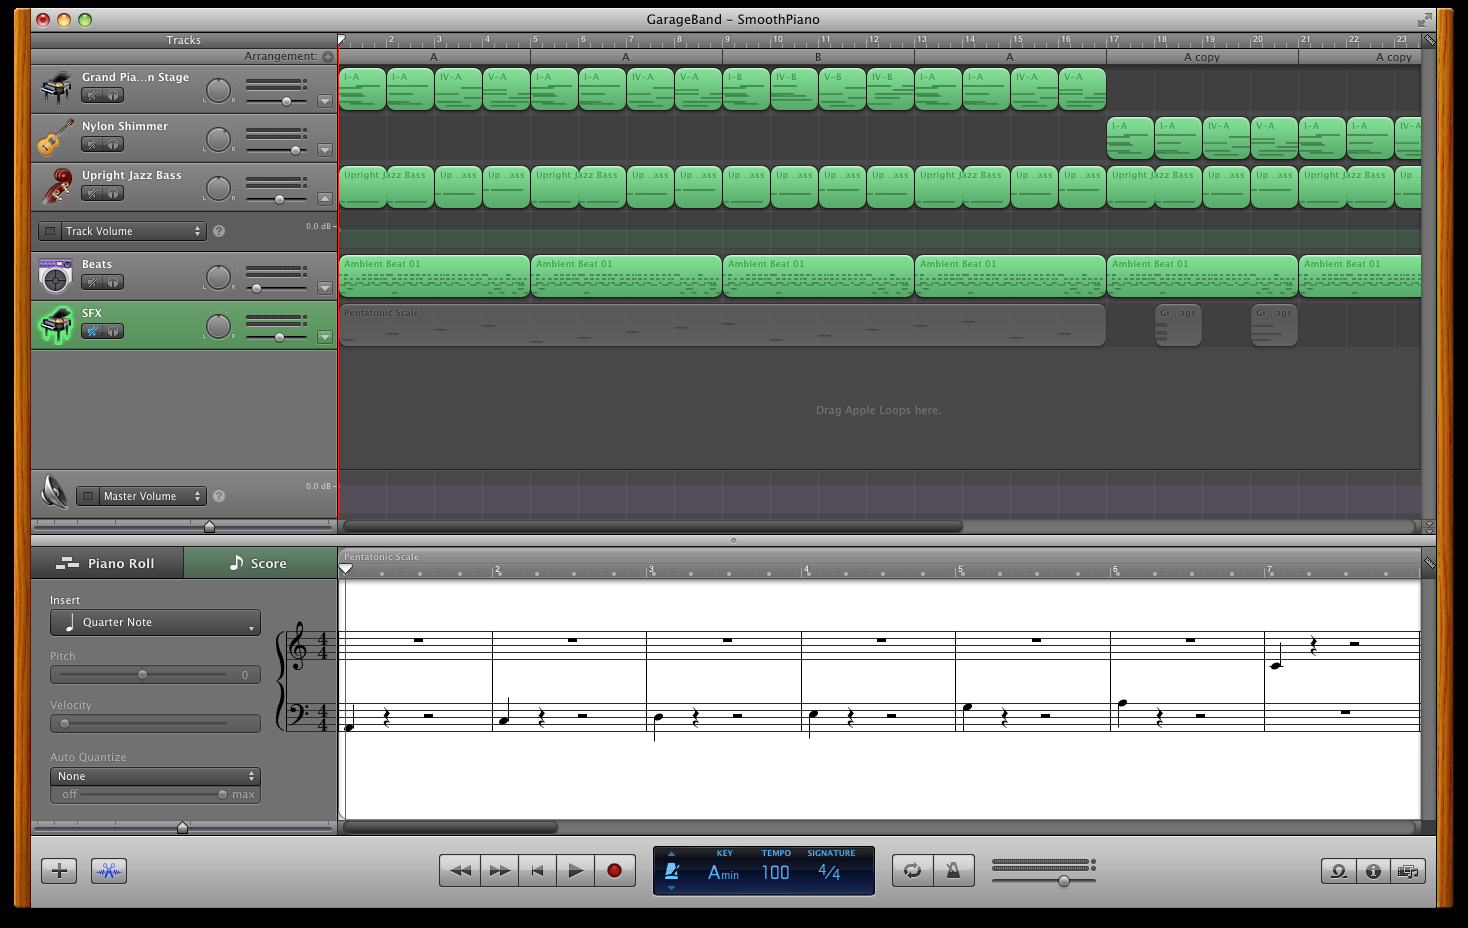 GarageBand – SmoothPiano
Tracks
2 3 4 5 6 7 8 9 10 11 12 13 14 15 16 17 18 19 20 21 22 23
Arrangement:
A A B A A copy A copy
Grand Pia...n Stage
L R
I-A I-A IV-A V-A I-A I-A IV-A V-A I-B IV-B V-B IV-B I-A I-A IV-A V-A
Nylon Shimmer
L R
I-A I-A IV-A V-A I-A I-A IV-A
Upright Jazz Bass
L R
Upright Jazz Bass Up...ass Up...ass Upright Jazz Bass Up...ass Up...ass Up...ass Up...ass Up...ass Up...ass Upright Jazz Bass Up...ass Up...ass Upright Jazz Bass Up...ass Up...ass Upright Jazz Bass Up...
Track Volume
?
0.0 dB
Beats
L R
Ambient Beat 01 Ambient Beat 01 Ambient Beat 01 Ambient Beat 01 Ambient Beat 01 Ambient Beat 01
SFX
L R
Pentatonic Scale Gr...age Gr...age
Drag Apple Loops here.
Master Volume
?
0.0 dB
Piano Roll
Score
Pentatonic Scale
2 3 4 5 6 7
Insert
Quarter Note
Pitch
0
Velocity
Auto Quantize
None
off max
4 4
4 4
KEY TEMPO SIGNATURE
Amin 100 4/4